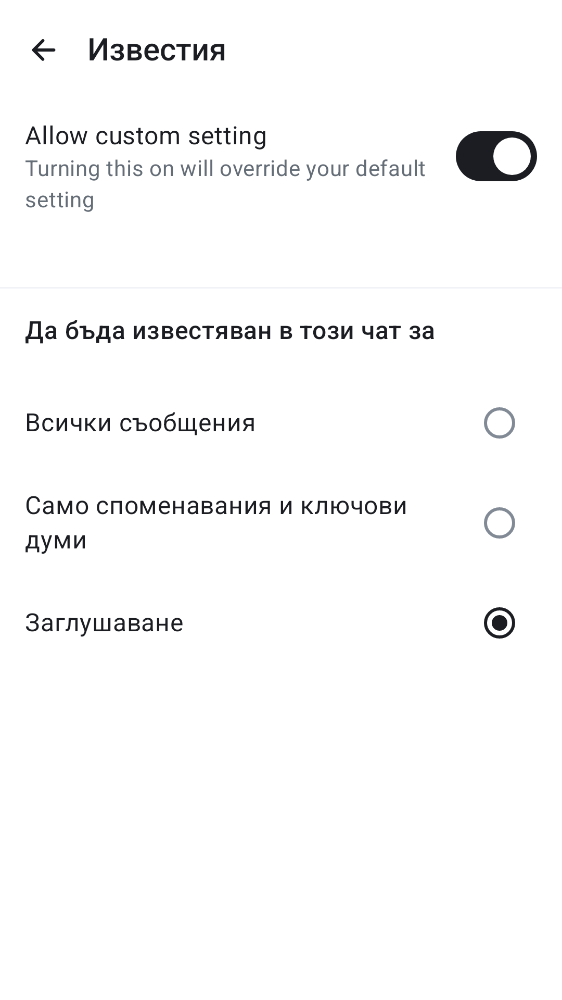 Известия
Allow custom setting
Turning this on will override your default
setting
Да бъда известяван в този чат за
Всички съобщения
Само споменавания и ключови
думи
Заглушаване